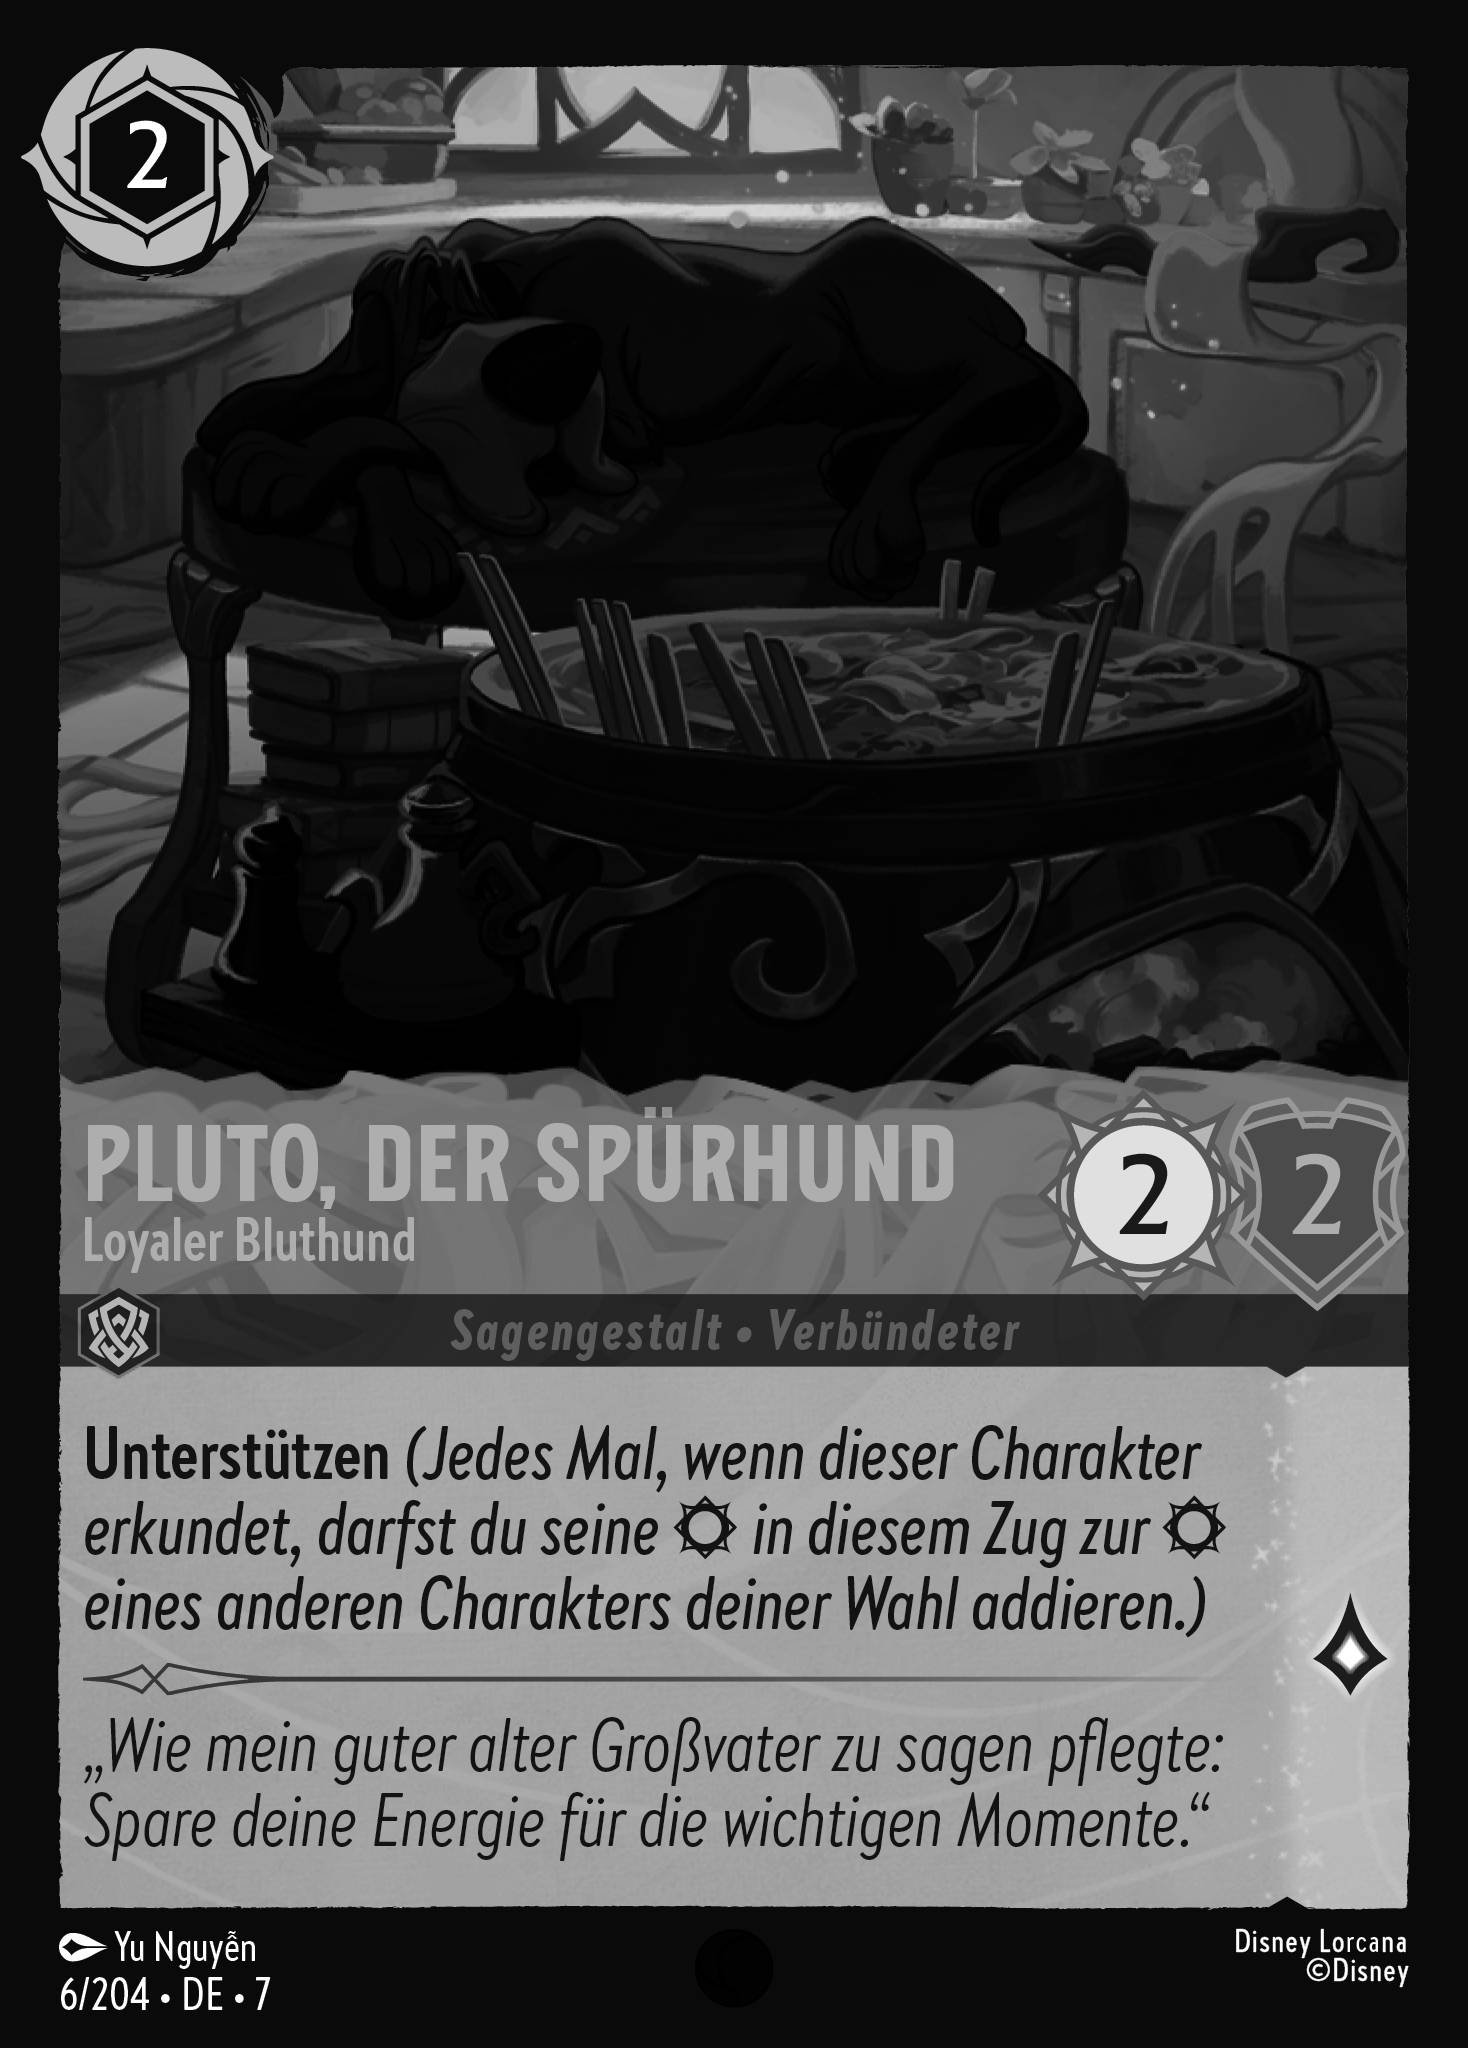 2
PLUTO, DER SPÜRHUND
Loyaler Bluthund
2
2
Sagengestalt • Verbündeter
Unterstützen (Jedes Mal, wenn dieser Charakter
erkundet, darfst du seine in diesem Zug zur
eines anderen Charakters deiner Wahl addieren.)
„Wie mein guter alter Großvater zu sagen pflegte:
Spare deine Energie für die wichtigen Momente.“
Yu Nguyễn
6/204 • DE • 7
Disney Lorcana
©Disney